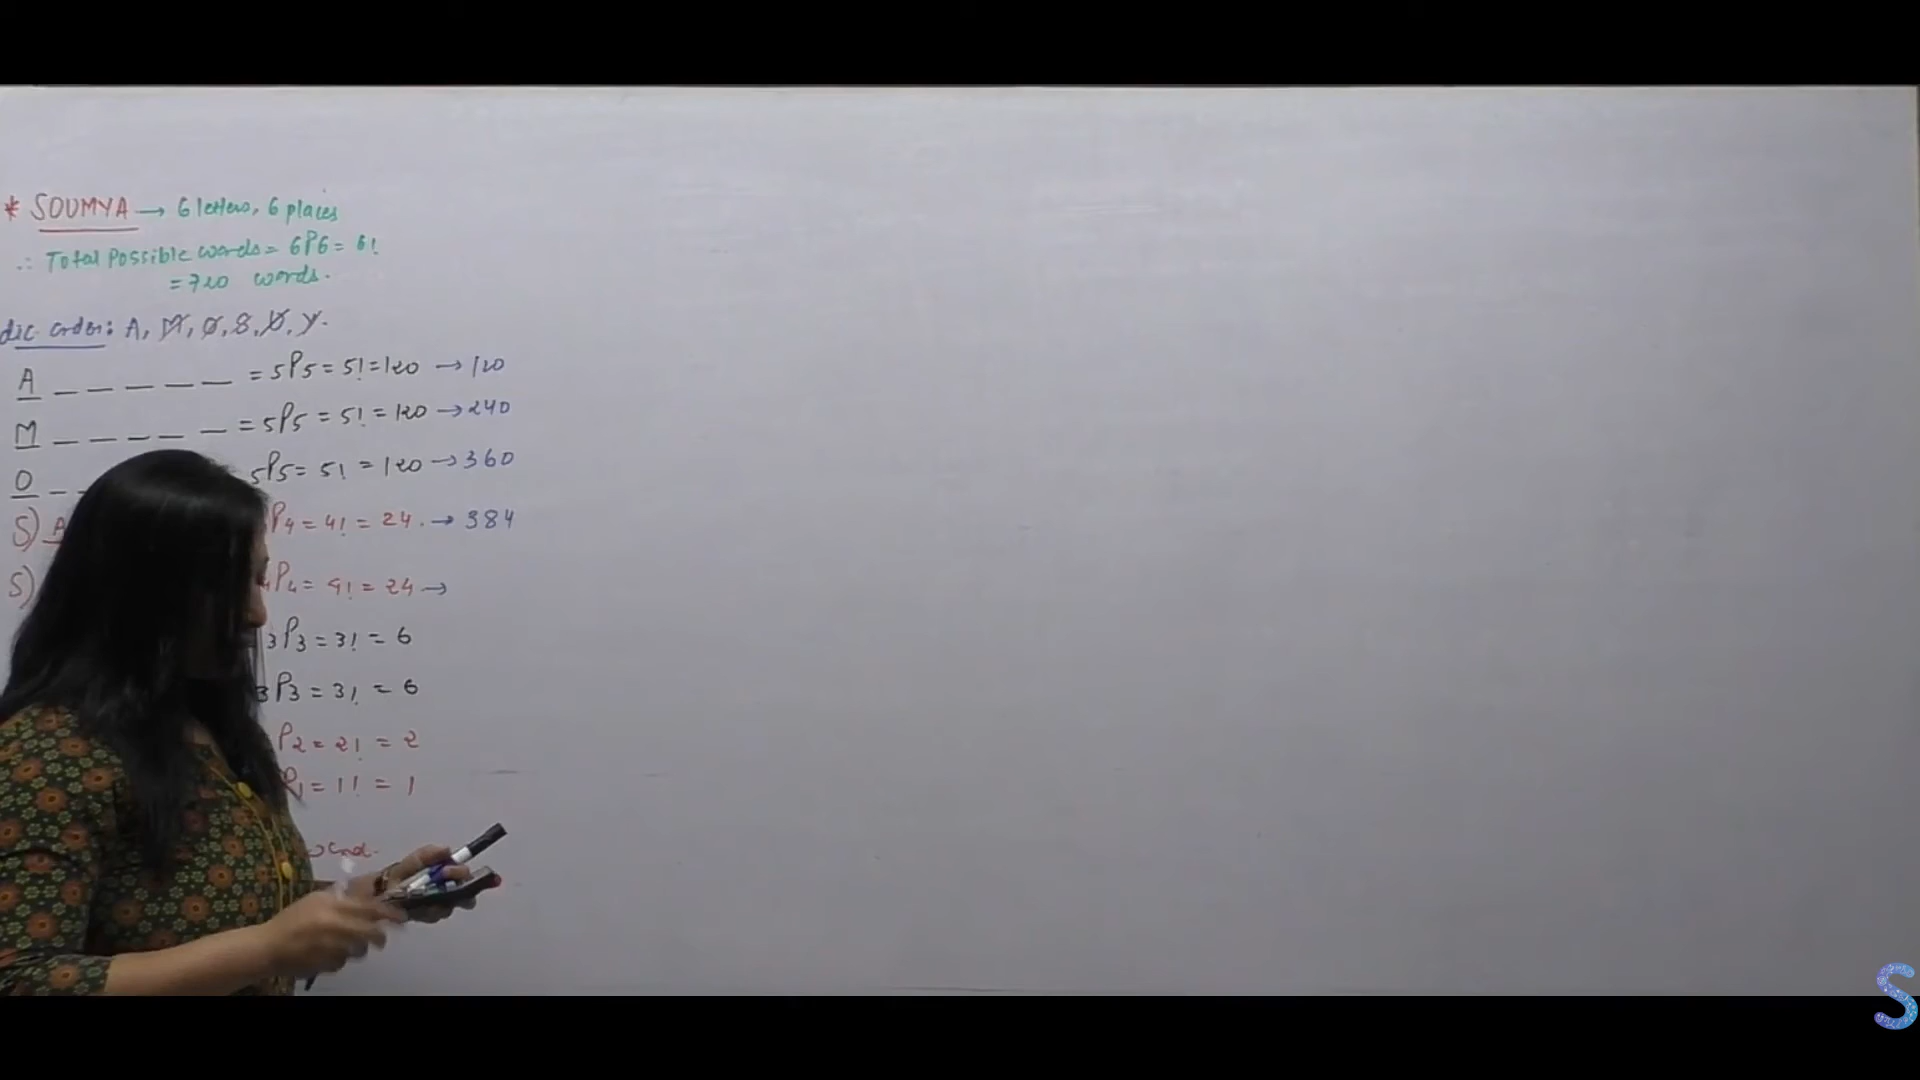 * SOUMYA → 6 letters, 6 places
∴ Total Possible words = 6P6 = 6!
= 720 words.
dic. order: A, M, O, S, U, Y.
A _ _ _ _ _ = 5P5 = 5! = 120 → 120
M _ _ _ _ _ = 5P5 = 5! = 120 → 240
O _ 5P5 = 5! = 120 → 360
S) A P4 = 4! = 24. → 384
S) 4P4 = 4! = 24 →
3P3 = 3! = 6
3P3 = 3! = 6
P2 = 2! = 2
P1 = 1! = 1
S